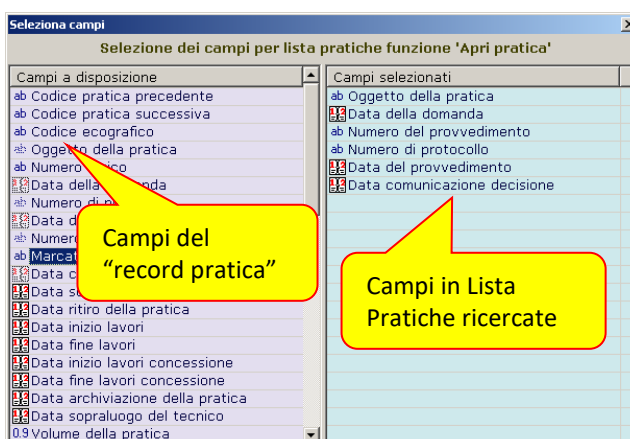 Seleziona campi
Selezione dei campi per lista
pratiche funzione 'Apri pratica'
Campi a disposizione
ab Codice pratica precedente
ab Codice pratica successiva
ab Codice ecografico
ab Oggetto della pratica
ab Numero
Data della
ab Numero
Data
ab
ab
Data
Data
Data ritiro della pratica
Data inizio lavori
Data fine lavori
Data inizio lavori concessione
Data fine lavori concessione
Data archiviazione della pratica
Data sopraluogo del tecnico
0.9 Volume della pratica
Campi del
“record pratica”
Campi selezionati
ab Oggetto della pratica
Data della domanda
ab Numero del provvedimento
ab Numero di protocollo
Data del provvedimento
Data comunicazione decisione
Campi in Lista
Pratiche ricercate